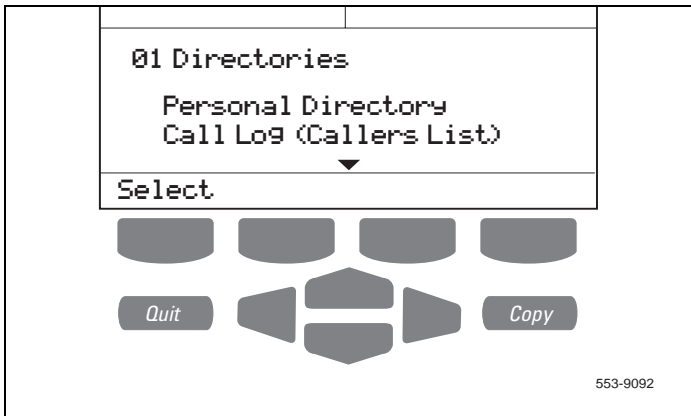 01 Directories
Personal Directory
Call Log (Callers List)
Select
Quit
Copy
553-9092